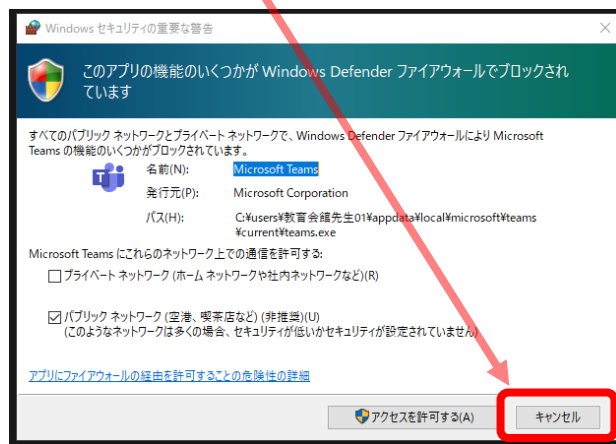 Windows セキュリティの重要な警告
このアプリの機能のいくつかが Windows Defender ファイアウォールでブロックされ
ています
すべてのパブリック ネットワークとプライベート ネットワークで、Windows Defender ファイアウォールにより Microsoft
Teams の機能のいくつかがブロックされています。
名前(N): Microsoft Teams
発行元(P): Microsoft Corporation
パス(H): C:¥users¥教育会館先生01¥appdata¥local¥microsoft¥teams
¥current¥teams.exe
Microsoft Teams にこれらのネットワーク上での通信を許可する:
プライベート ネットワーク (ホーム ネットワークや社内ネットワークなど)(R)
パブリック ネットワーク (空港、喫茶店など) (非推奨)(U)
(このようなネットワークは多くの場合、セキュリティが低いかセキュリティが設定されていません)
アプリにファイアウォールの経由を許可することの危険性の詳細
アクセスを許可する(A) キャンセル